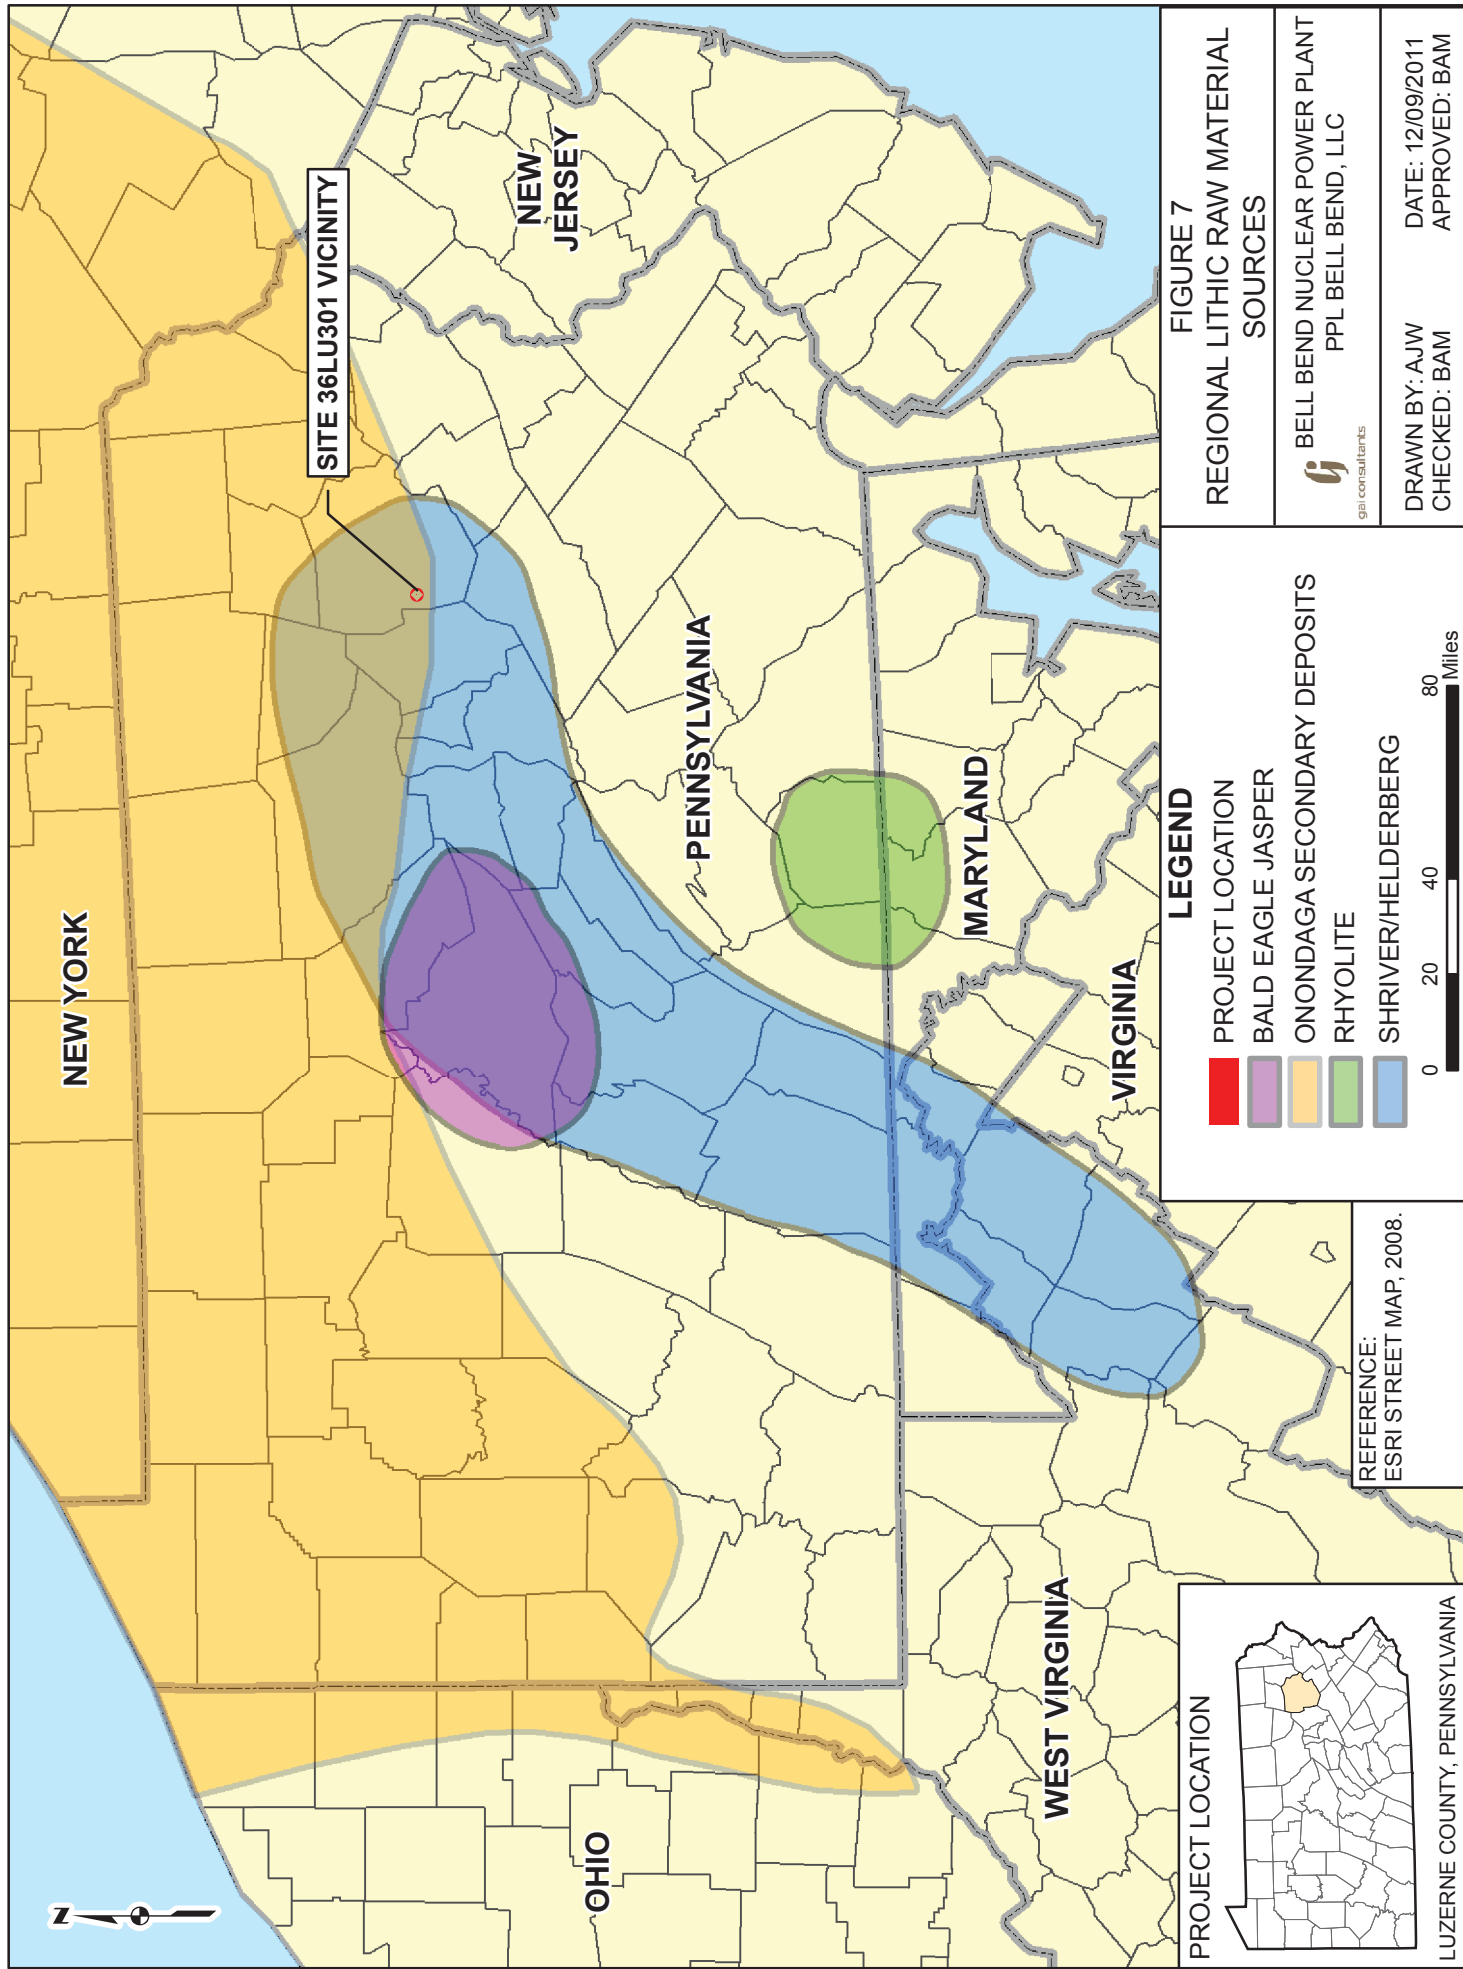 N
NEW YORK
SITE 36LU301 VICINITY
NEW
JERSEY
PENNSYLVANIA
OHIO
MARYLAND
WEST VIRGINIA
VIRGINIA
PROJECT LOCATION
LUZERNE COUNTY, PENNSYLVANIA
REFERENCE:
ESRI STREET MAP, 2008.
LEGEND
PROJECT LOCATION
BALD EAGLE JASPER
ONONDAGA SECONDARY DEPOSITS
RHYOLITE
SHRIVER/HELDERBERG
0 20 40 80
Miles
FIGURE 7
REGIONAL LITHIC RAW MATERIAL
SOURCES
gai consultants
BELL BEND NUCLEAR POWER PLANT
PPL BELL BEND, LLC
DRAWN BY: AJW DATE: 12/09/2011
CHECKED: BAM APPROVED: BAM